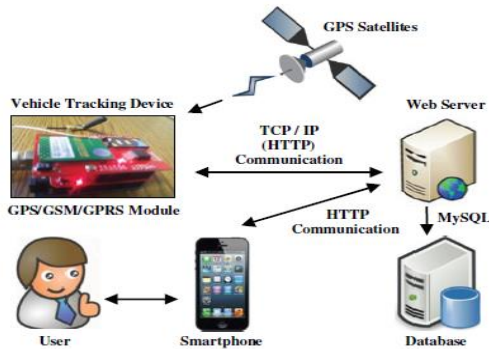 GPS Satellites
Vehicle Tracking Device
Web Server
TCP / IP
(HTTP)
Communication
GPS/GSM/GPRS Module
HTTP
Communication
MySQL
User
Smartphone
Database